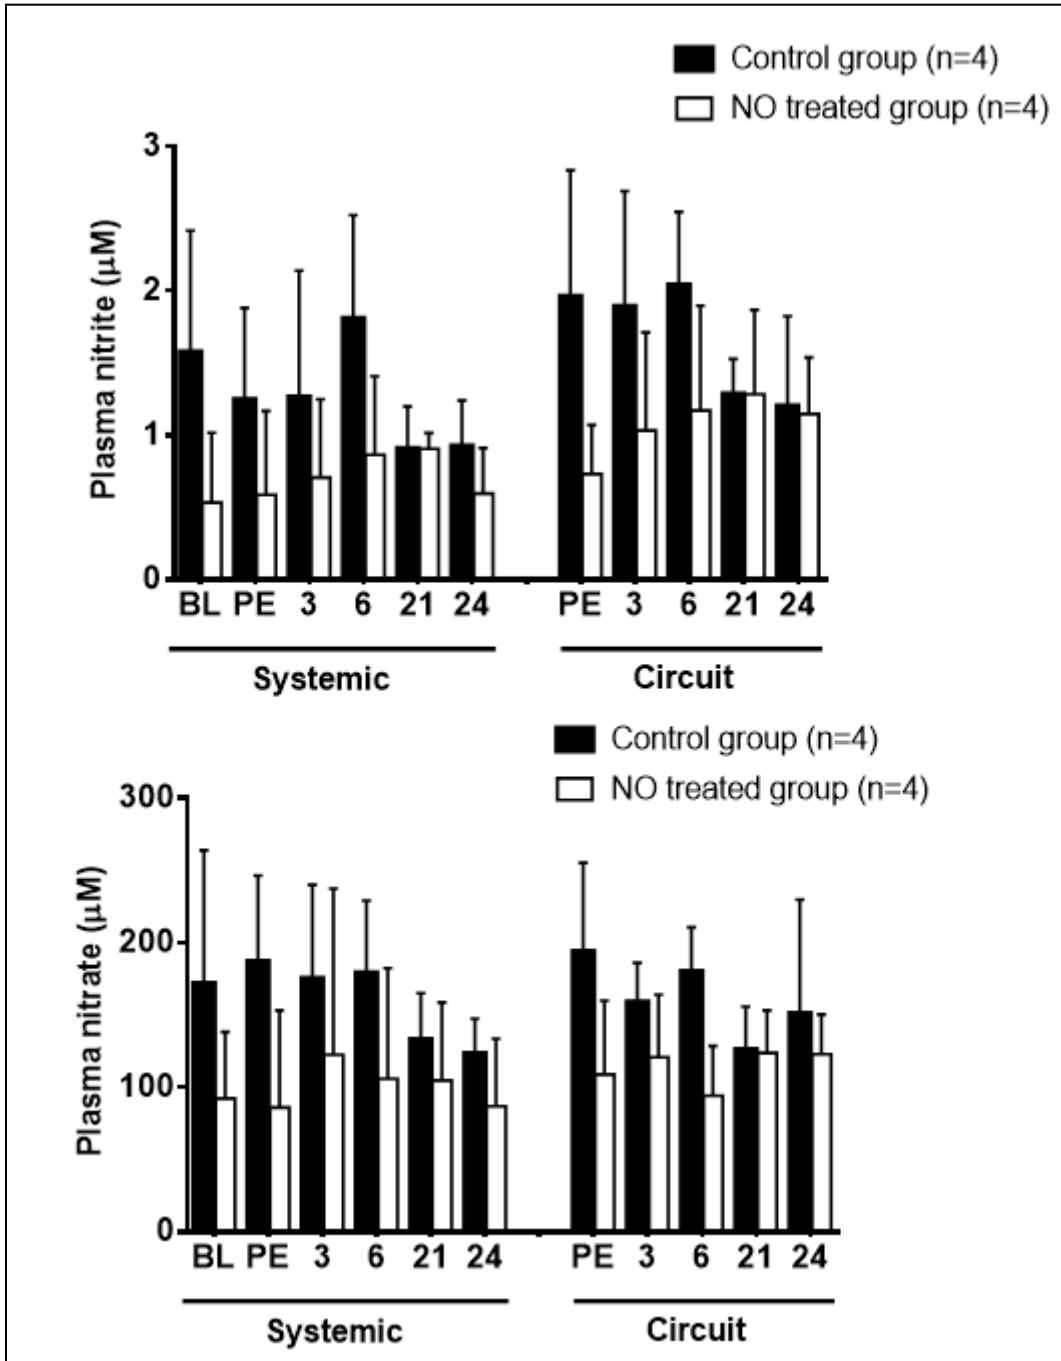 Control group (n=4)
NO treated group (n=4)
3
2
1
0
Plasma nitrite (μM)
BL PE 3 6 21 24 PE 3 6 21 24
Systemic Circuit
Control group (n=4)
NO treated group (n=4)
300
200
100
0
Plasma nitrate (μM)
BL PE 3 6 21 24 PE 3 6 21 24
Systemic Circuit